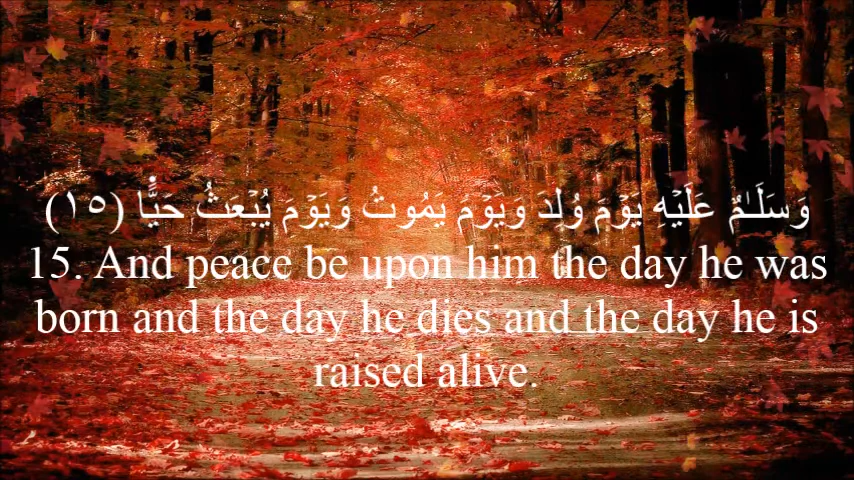 وَسَلَـٰمٌ عَلَيۡهِ يَوۡمَ وُلِدَ وَيَوۡمَ يَمُوتُ وَيَوۡمَ يُبۡعَثُ حَيًّۭا (١٥)
15. And peace be upon him the day he was
born and the day he dies and the day he is
raised alive.